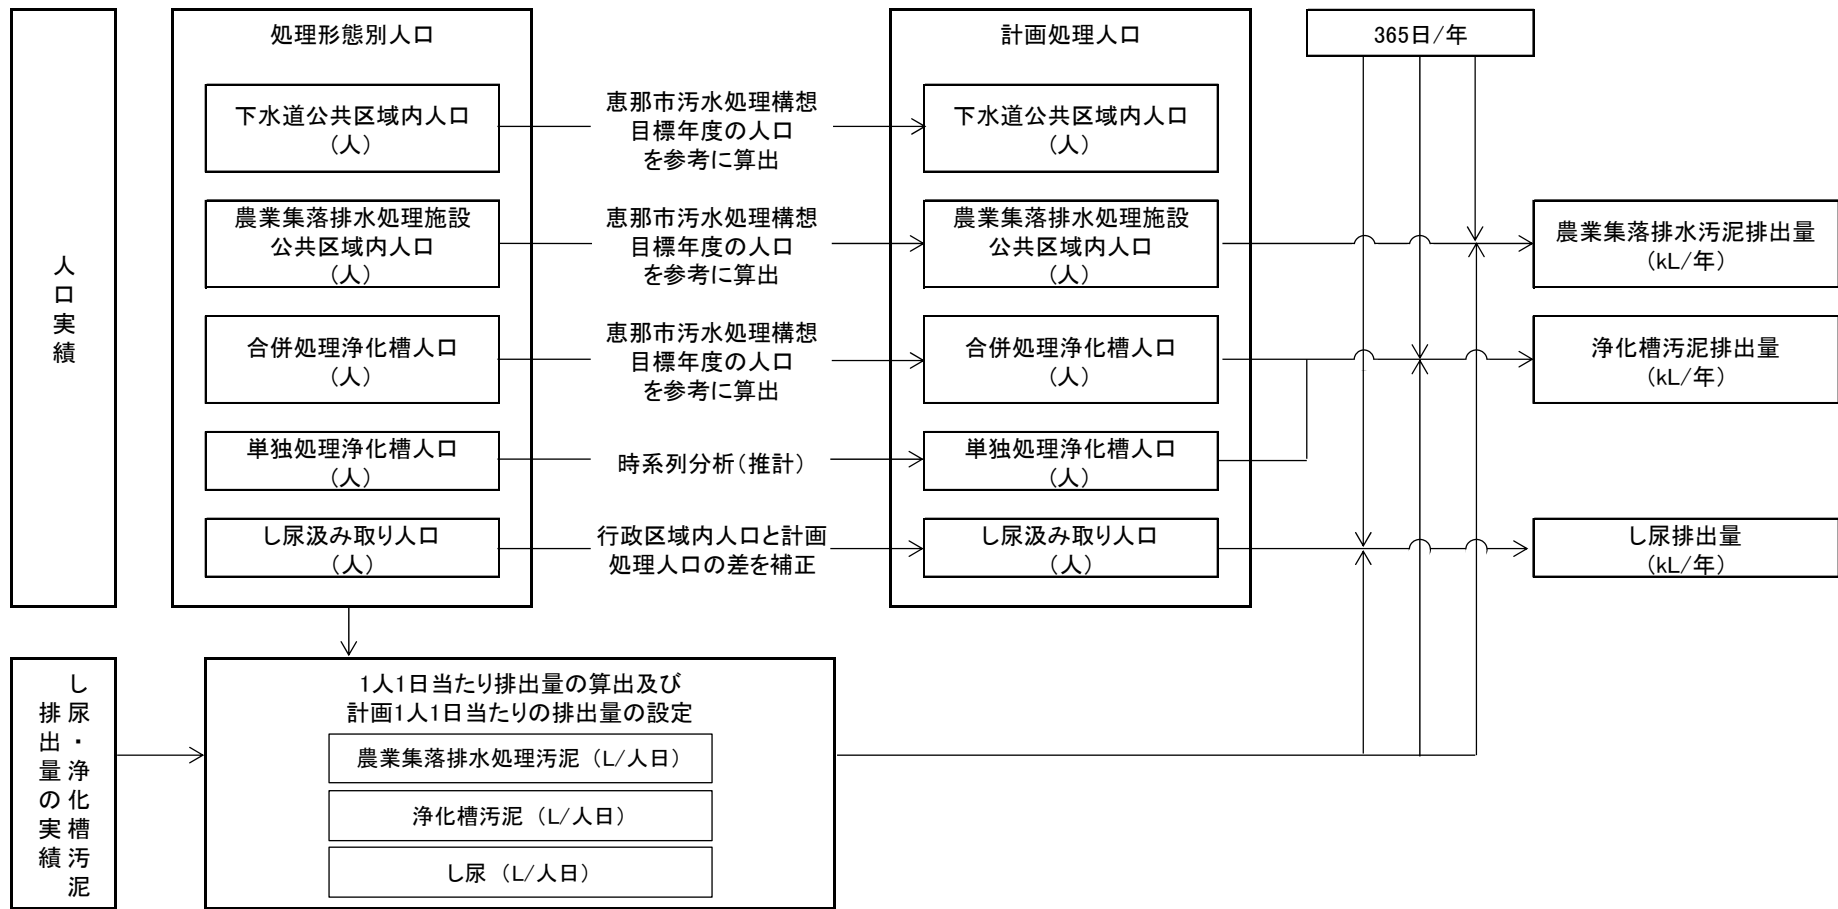 人口実績
処理形態別人口
下水道公共区域内人口
(人)
農業集落排水処理施設
公共区域内人口
(人)
合併処理浄化槽人口
(人)
単独処理浄化槽人口
(人)
し尿汲み取り人口
(人)
恵那市汚水処理構想
目標年度の人口
を参考に算出
恵那市汚水処理構想
目標年度の人口
を参考に算出
恵那市汚水処理構想
目標年度の人口
を参考に算出
時系列分析(推計)
行政区域内人口と計画
処理人口の差を補正
計画処理人口
下水道公共区域内人口
(人)
農業集落排水処理施設
公共区域内人口
(人)
合併処理浄化槽人口
(人)
単独処理浄化槽人口
(人)
し尿汲み取り人口
(人)
365日/年
農業集落排水汚泥排出量
(kL/年)
浄化槽汚泥排出量
(kL/年)
し尿排出量
(kL/年)
し尿・浄化槽汚泥
排出量の実績
1人1日当たり排出量の算出及び
計画1人1日当たりの排出量の設定
農業集落排水処理汚泥 (L/人日)
浄化槽汚泥 (L/人日)
し尿 (L/人日)